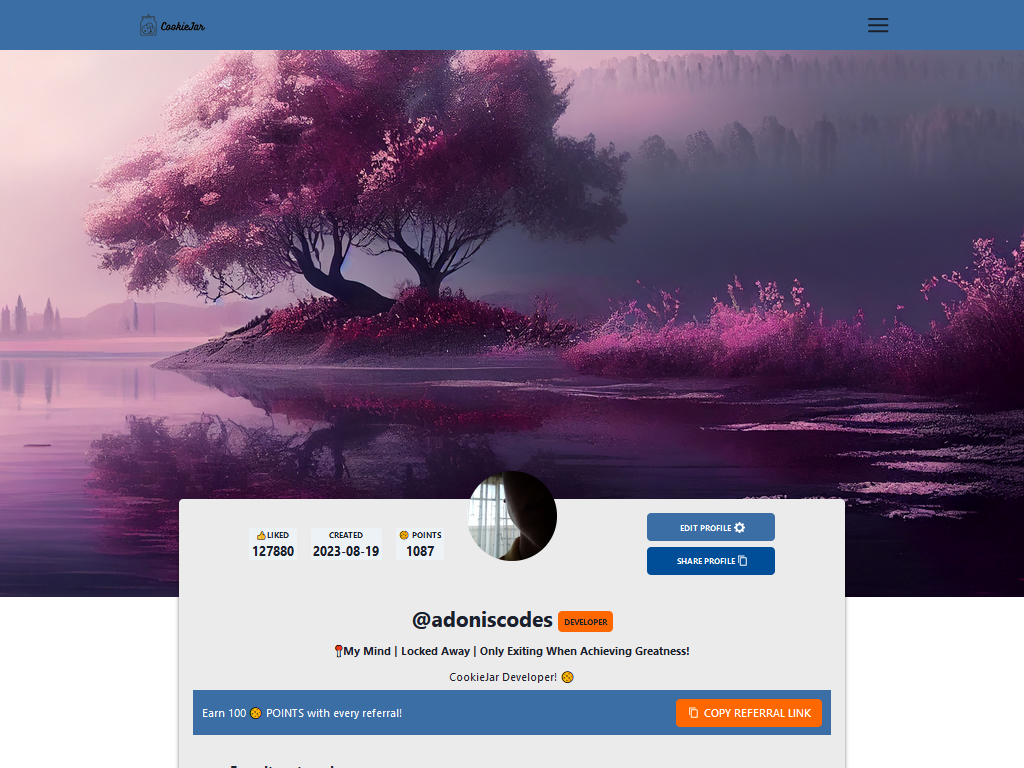 CookieJar
LIKED
127880
CREATED
2023-08-19
POINTS
1087
EDIT PROFILE
SHARE PROFILE
@adoniscodes DEVELOPER
My Mind | Locked Away | Only Exiting When Achieving Greatness!
CookieJar Developer!
Earn 100 POINTS with every referral!
COPY REFERRAL LINK